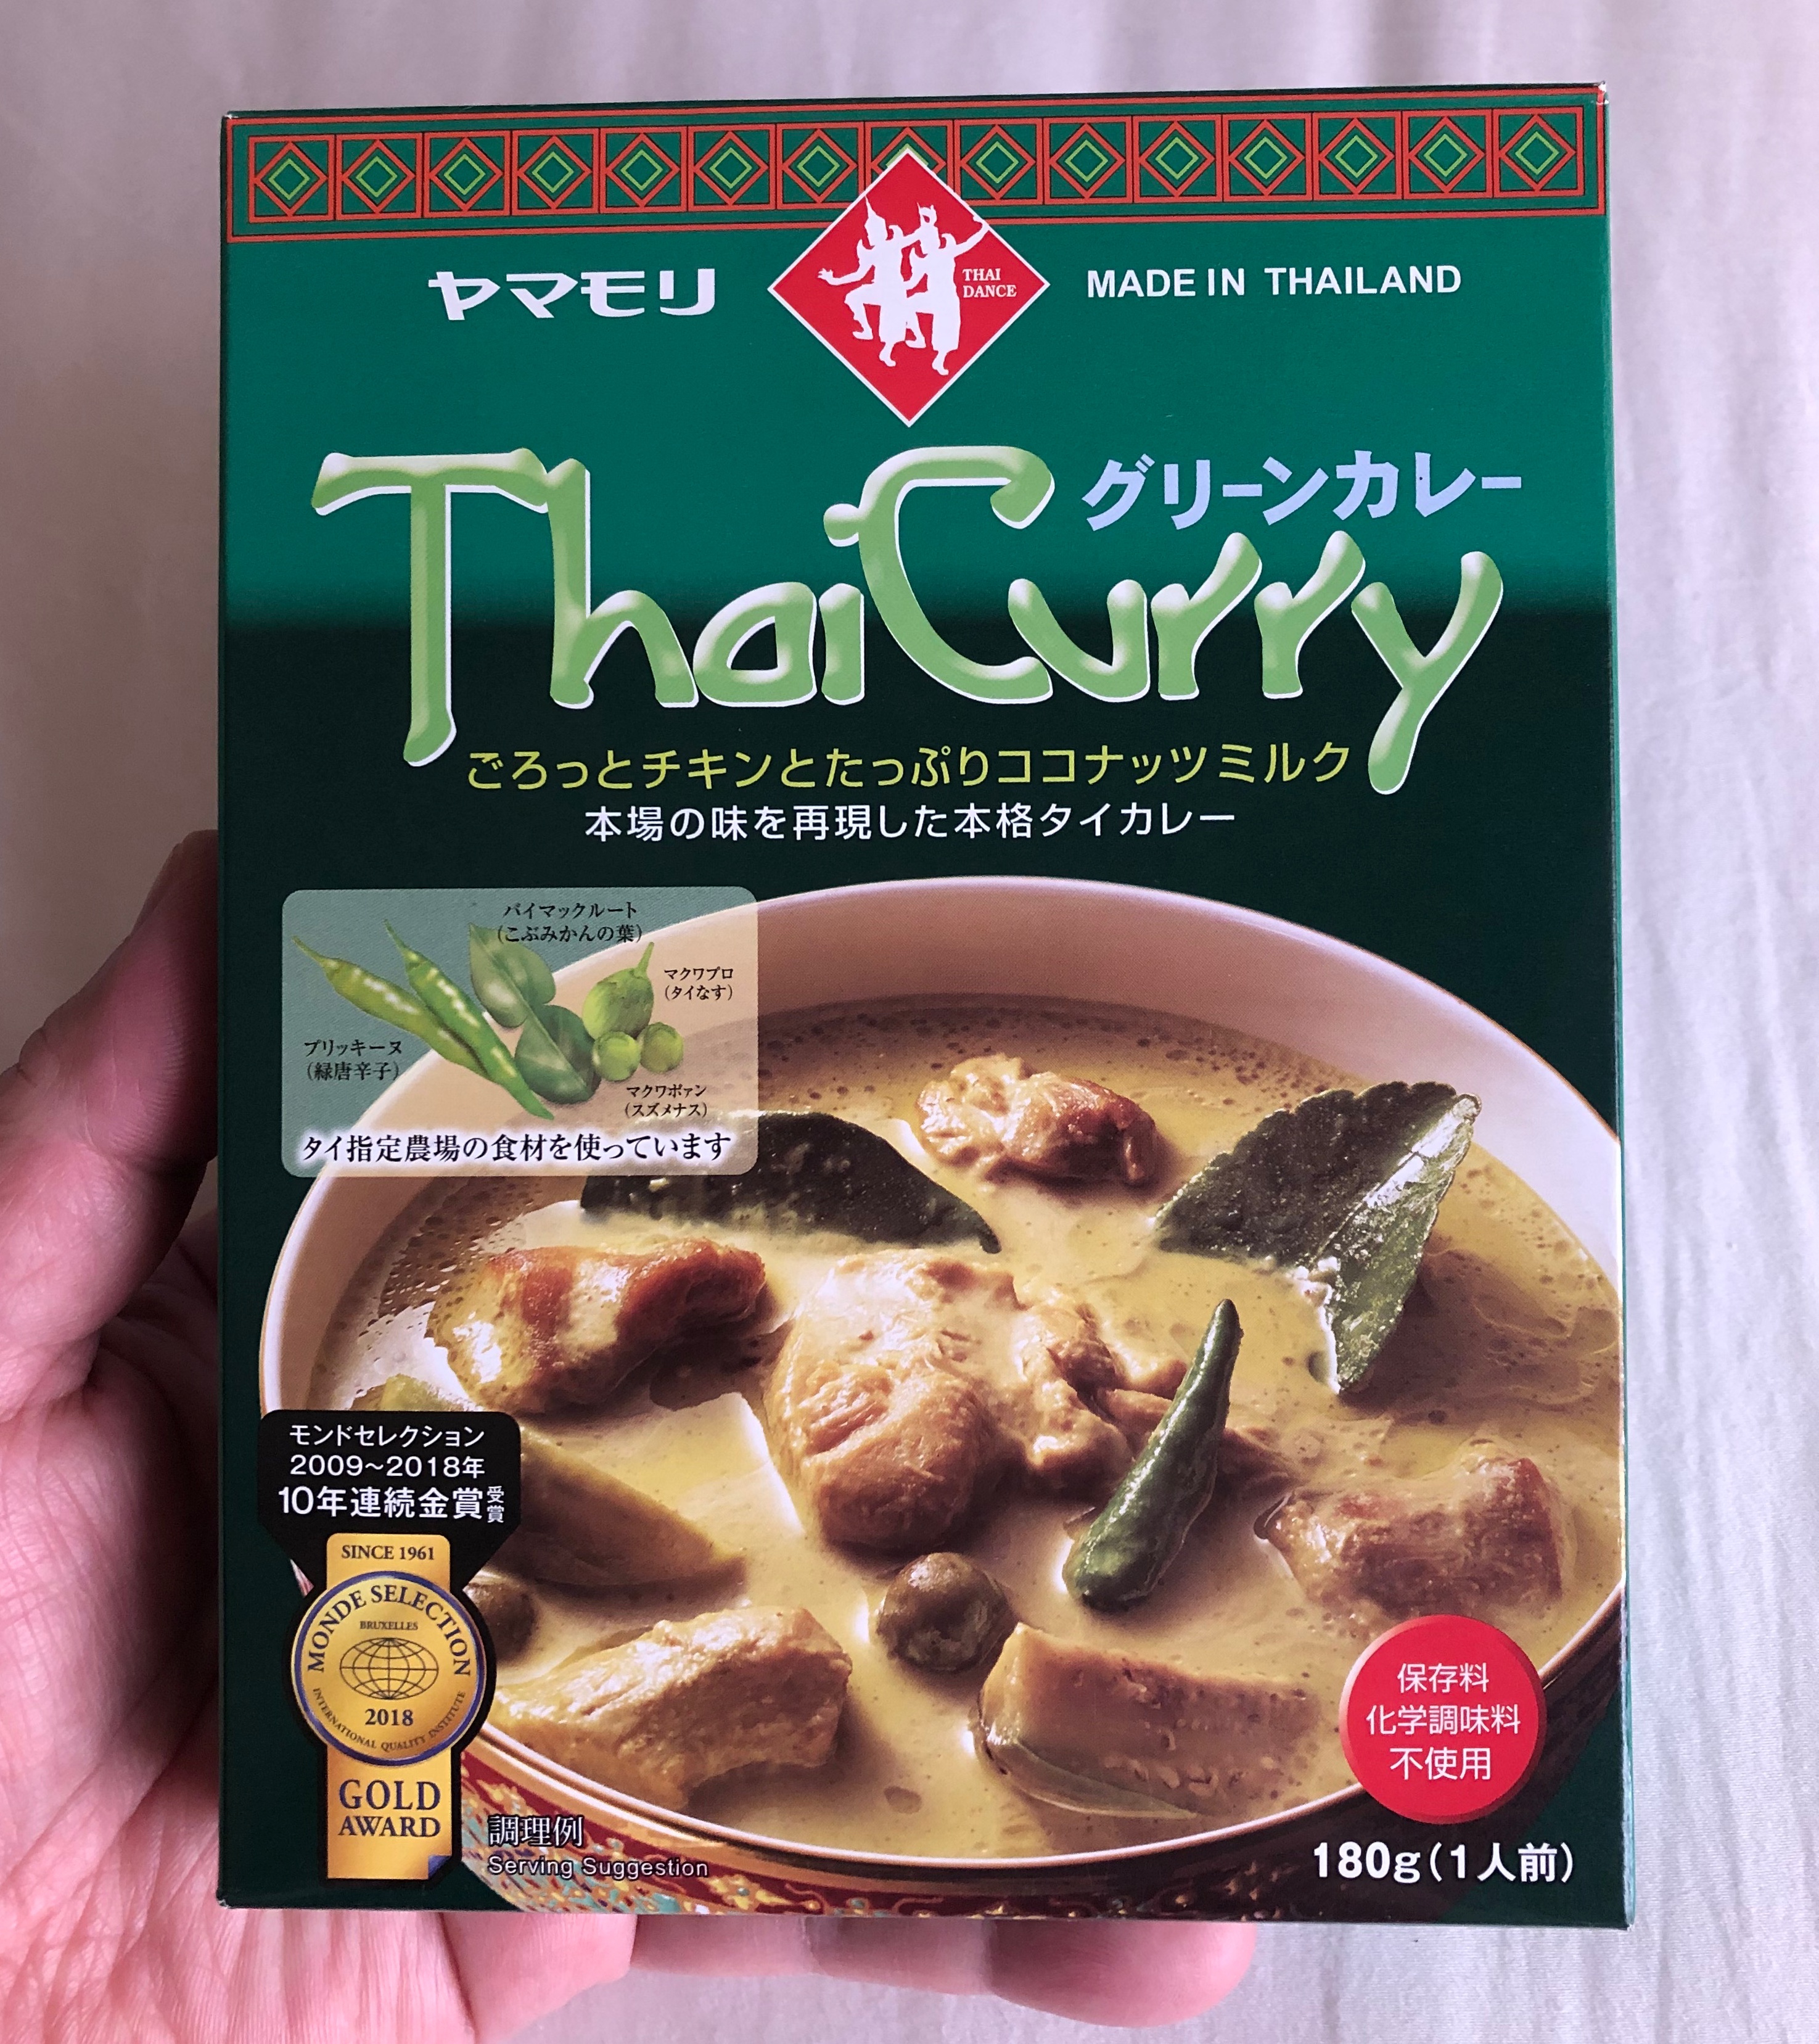 ヤマモリ
THAI
DANCE
MADE IN THAILAND
グリーンカレー
Thai Curry
ごろっとチキンとたっぷりココナッツミルク
本場の味を再現した本格タイカレー
バイマックルート
(こぶみかんの葉)
マクワプロ
(タイなす)
プリッキーヌ
(緑唐辛子)
マクワポァン
(スズメナス)
タイ指定農場の食材を使っています
モンドセレクション
2009~2018年
10年連続金賞受賞
SINCE 1961
MONDE SELECTION
BRUXELLES
2018
INTERNATIONAL QUALITY INSTITUTE
GOLD
AWARD
調理例
Serving Suggestion
保存料
化学調味料
不使用
180g(1人前)